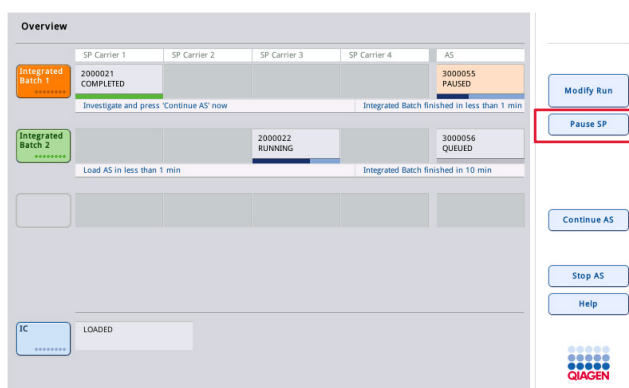 Overview
SP Carrier 1 SP Carrier 2 SP Carrier 3 SP Carrier 4 AS
Integrated
Batch 1
2000021
COMPLETED
3000055
PAUSED
Investigate and press 'Continue AS' now
Integrated Batch finished in less than 1 min
Integrated
Batch 2
2000022
RUNNING
3000056
QUEUED
Load AS in less than 1 min
Integrated Batch finished in 10 min
IC
LOADED
Modify Run
Pause SP
Continue AS
Stop AS
Help
QIAGEN